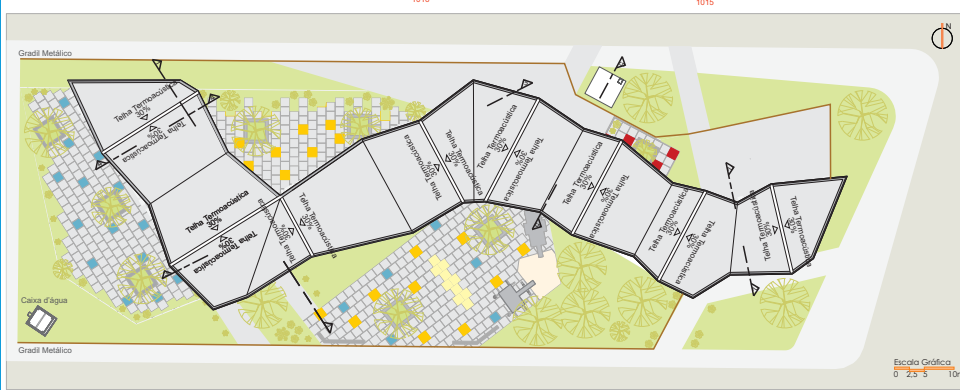 1015
1015
N
Gradil Metálico
Telha Termoacústica
30%
30%
Telha Termoacústica
Telha Termoacústica
30%
30%
Telha Termoacústica
Telha Termoacústica
30%
30%
Telha Termoacústica
Telha Termoacústica
30%
30%
Telha Termoacústica
Telha Termoacústica
30%
30%
Telha Termoacústica
Telha Termoacústica
30%
30%
Telha Termoacústica
Telha Termoacústica
30%
30%
Telha Termoacústica
Telha Termoacústica
30%
30%
Telha Termoacústica
Caixa d'água
Gradil Metálico
Escala Gráfica
0 2,5 5 10m